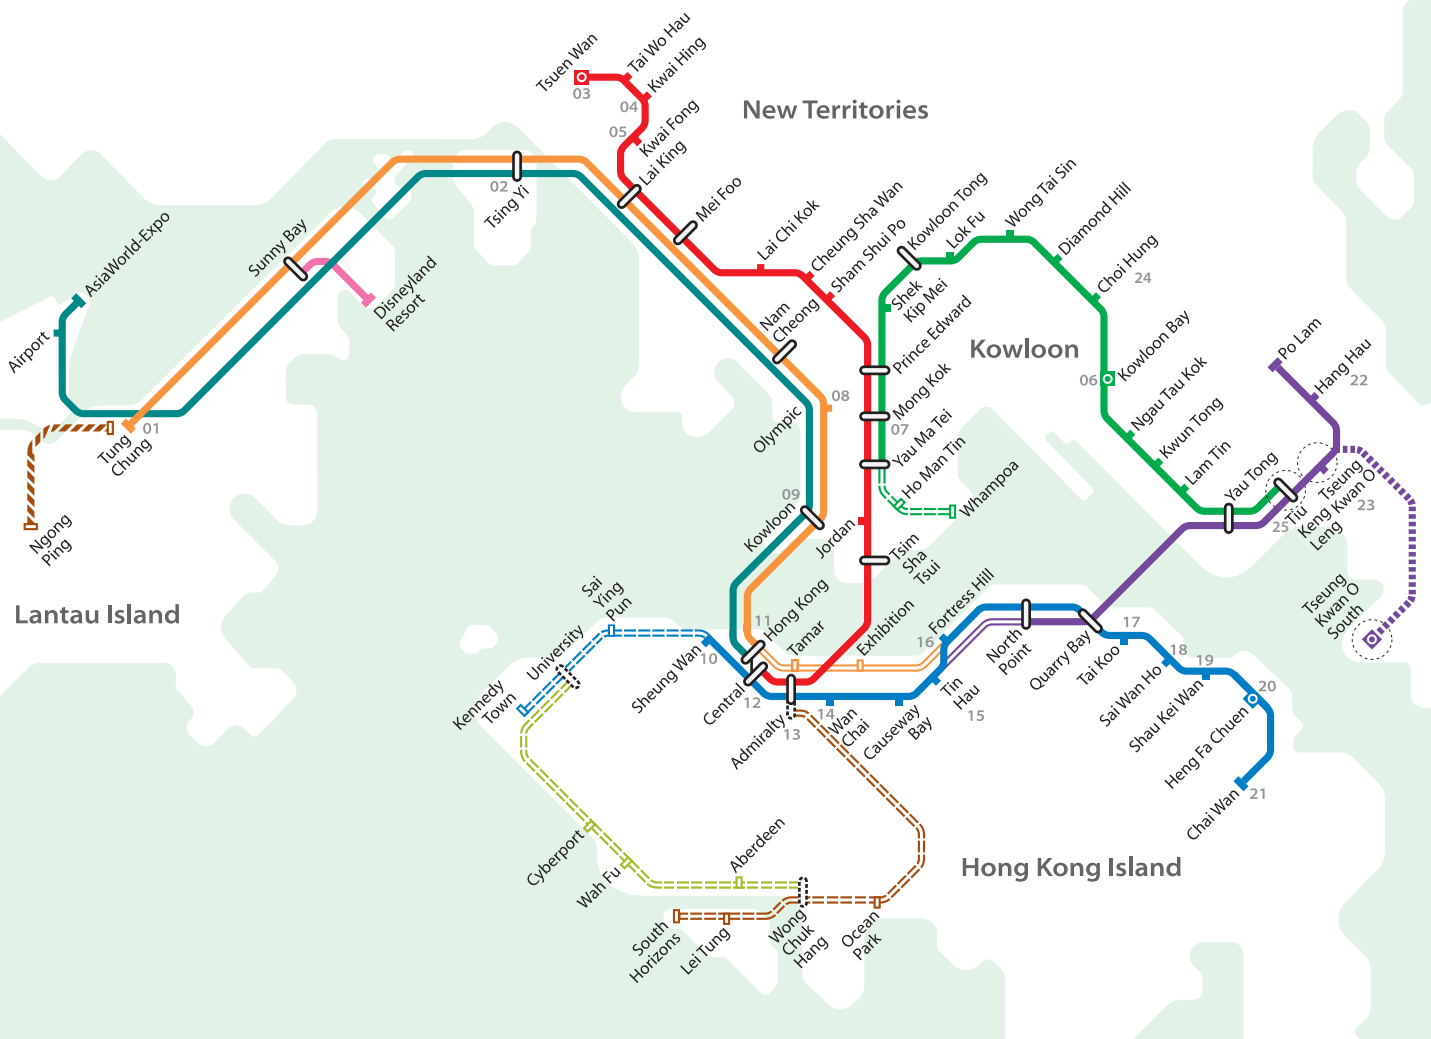 Tsuen Wan
03
Tai Wo Hau
04
Kwai Hing
05
Kwai Fong
Lai King
New Territories
02
Tsing Yi
Mei Foo
Lai Chi Kok
Cheung Sha Wan
Sham Shui Po
Kowloon Tong
Lok Fu
Wong Tai Sin
Diamond Hill
Choi Hung
24
AsiaWorld-Expo
Airport
Sunny Bay
Disneyland
Resort
Nam
Cheong
Shek
Kip Mei
Prince Edward
Kowloon
06
Kowloon Bay
Po Lam
Hang Hau
22
Tung
Chung
01
08
Olympic
Mong Kok
07
Yau Ma Tei
Ho Man Tin
Whampoa
Ngau Tau Kok
Kwun Tong
Lam Tin
Yau Tong
25
Tiu
Keng
Leng
Tseung
Kwan O
23
Ngong
Ping
09
Kowloon
Jordan
Tsim
Sha
Tsui
Lantau Island
Sai
Ying
Pun
University
Kennedy
Town
Sheung Wan
10
11
Hong Kong
Tamar
Exhibition
16
Fortress Hill
North
Point
Quarry Bay
17
Tai Koo
18
Sai Wan Ho
19
Shau Kei Wan
20
Heng Fa Chuen
Chai Wan
21
Tseung
Kwan O
South
Central
12
Admiralty
13
14
Wan
Chai
Causeway
Bay
Tin
Hau
15
Cyberport
Wah Fu
Aberdeen
Hong Kong Island
South
Horizons
Lei Tung
Wong
Chuk
Hang
Ocean
Park